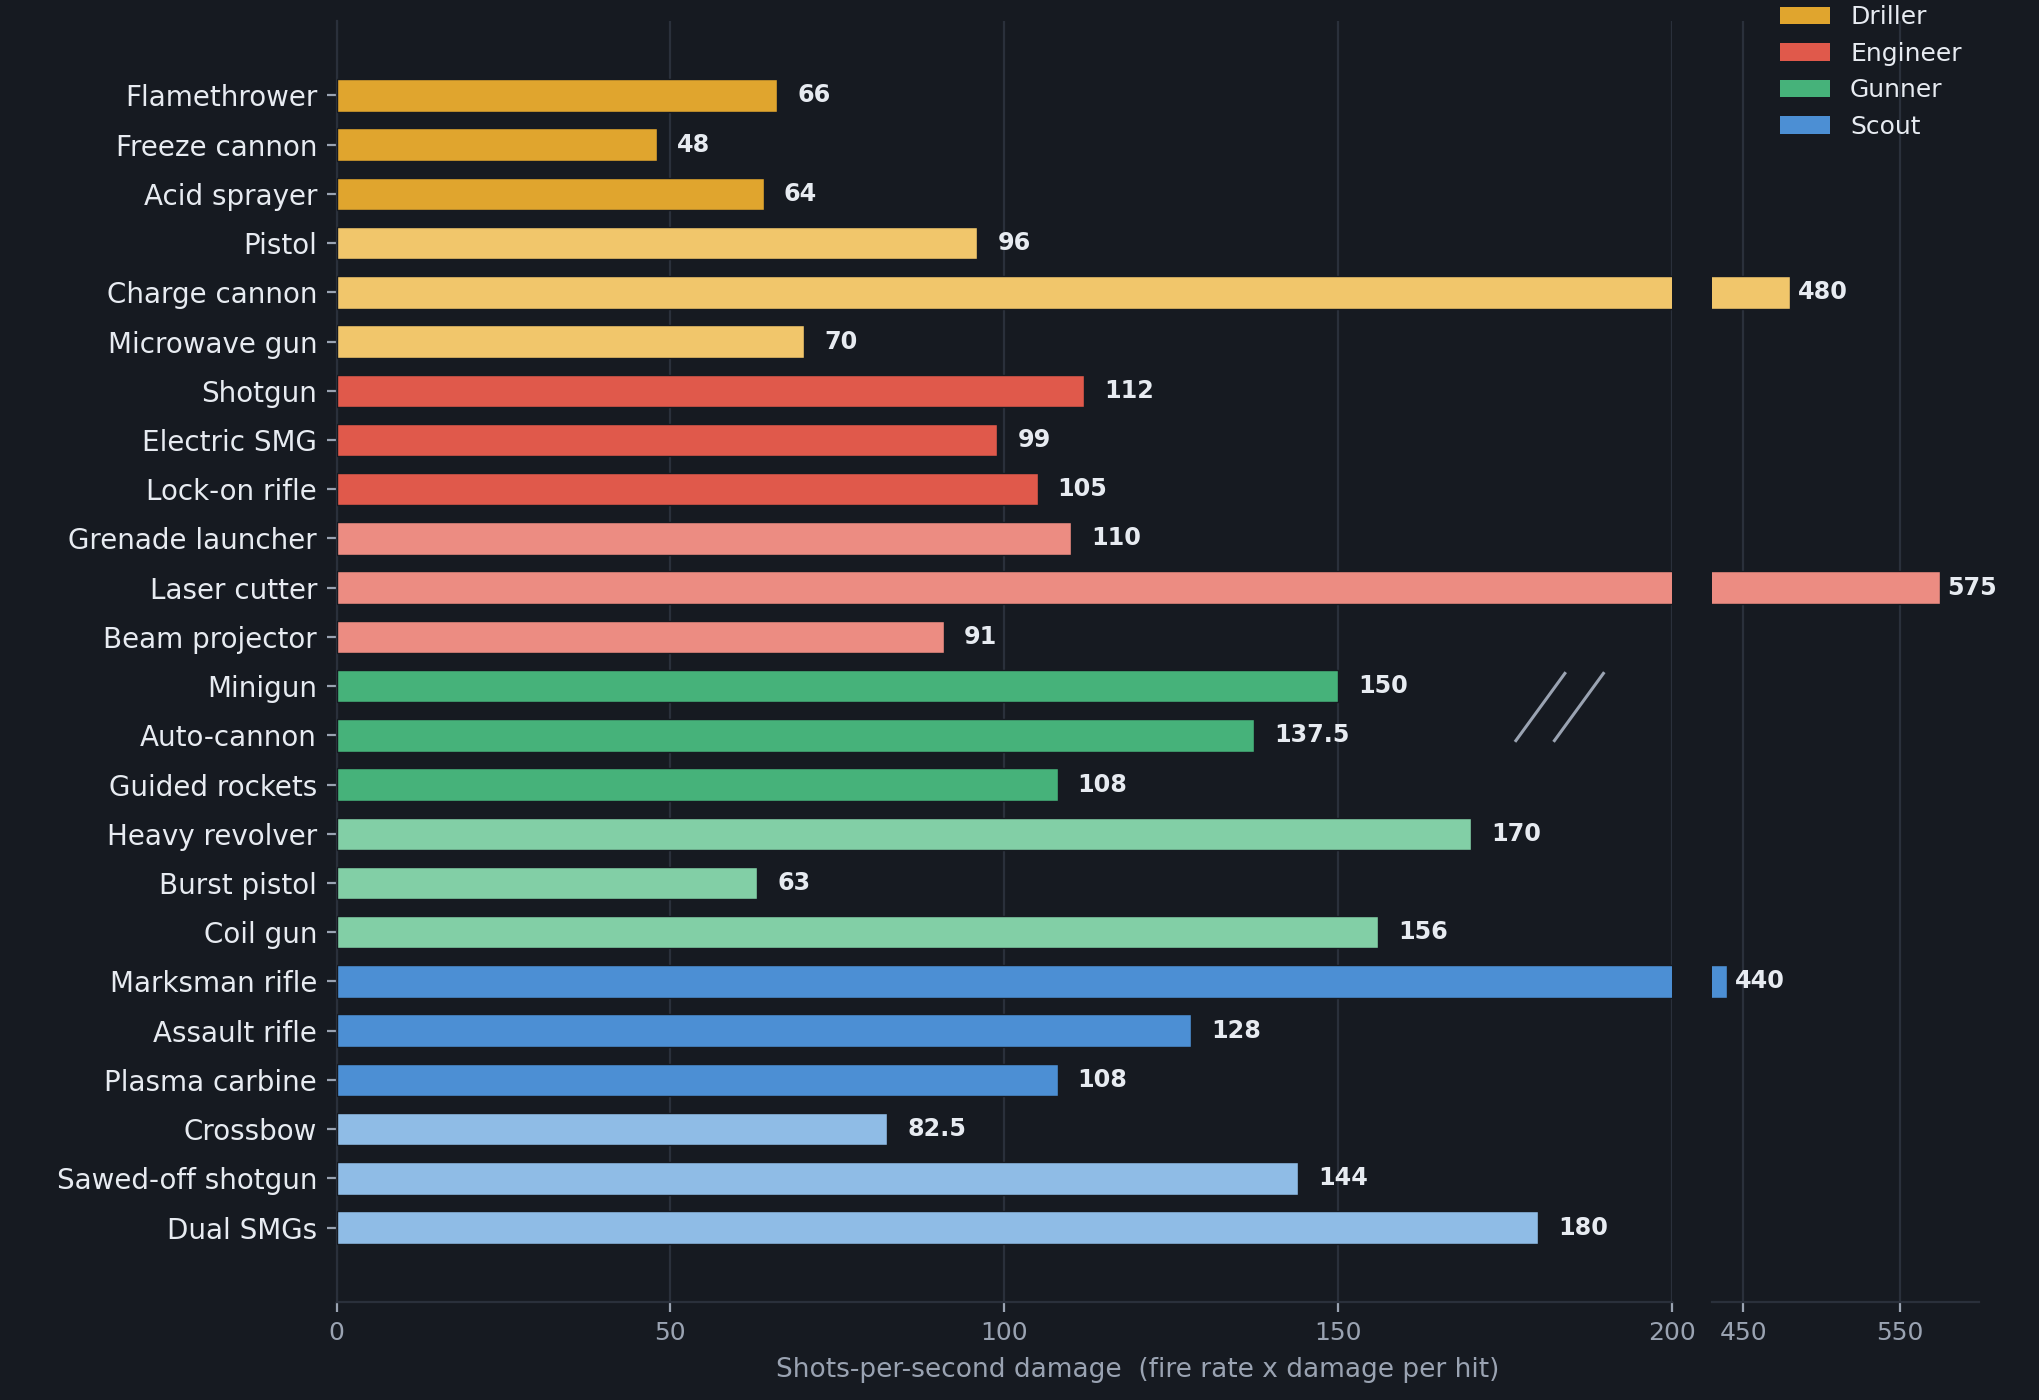 Driller
Engineer
Gunner
Scout
Flamethrower 66
Freeze cannon 48
Acid sprayer 64
Pistol 96
Charge cannon 480
Microwave gun 70
Shotgun 112
Electric SMG 99
Lock-on rifle 105
Grenade launcher 110
Laser cutter 575
Beam projector 91
Minigun 150
Auto-cannon 137.5
Guided rockets 108
Heavy revolver 170
Burst pistol 63
Coil gun 156
Marksman rifle 440
Assault rifle 128
Plasma carbine 108
Crossbow 82.5
Sawed-off shotgun 144
Dual SMGs 180
0 50 100 150 200 450 550
Shots-per-second damage (fire rate x damage per hit)